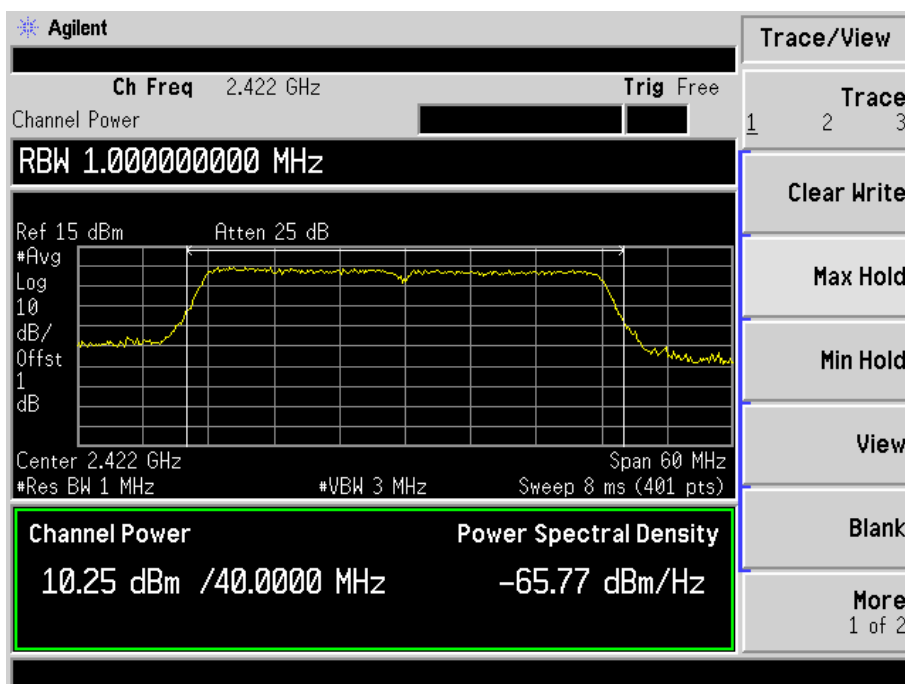 Agilent
Ch Freq 2.422 GHz Trig Free
Channel Power
RBW 1.000000000 MHz
Ref 15 dBm Atten 25 dB
#Avg
Log
10
dB/
Offst
1
dB
Center 2.422 GHz Span 60 MHz
#Res BW 1 MHz #VBW 3 MHz Sweep 8 ms (401 pts)
Channel Power Power Spectral Density
10.25 dBm /40.0000 MHz -65.77 dBm/Hz
Trace/View
Trace
1 2 3
Clear Write
Max Hold
Min Hold
View
Blank
More
1 of 2